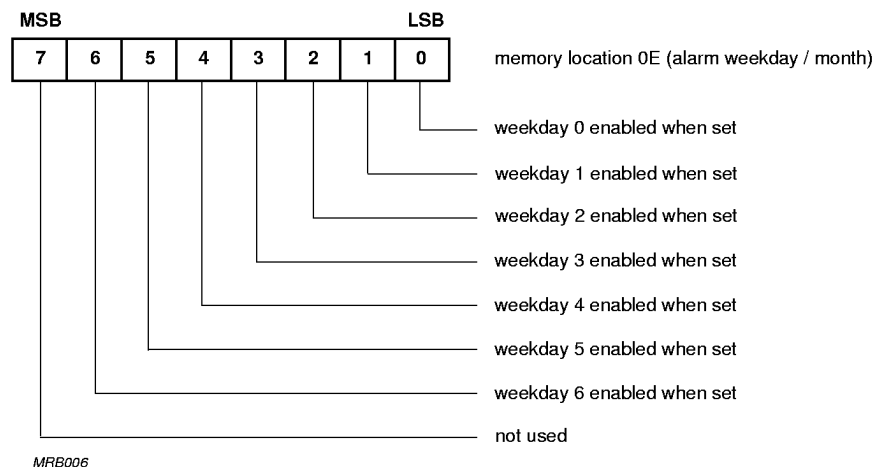 MSB LSB
7 6 5 4 3 2 1 0 memory location 0E (alarm weekday / month)
weekday 0 enabled when set
weekday 1 enabled when set
weekday 2 enabled when set
weekday 3 enabled when set
weekday 4 enabled when set
weekday 5 enabled when set
weekday 6 enabled when set
not used
MRB006